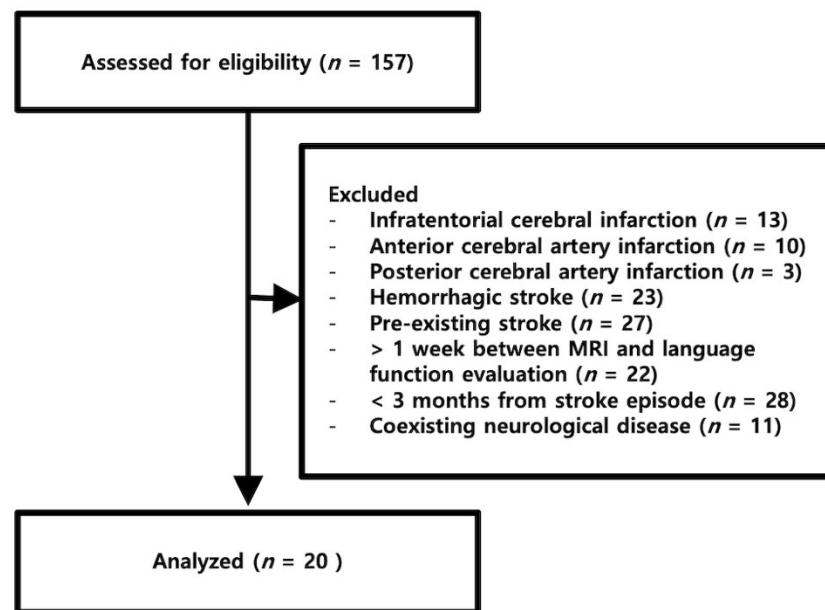 Assessed for eligibility (n = 157)
Excluded
- Infratentorial cerebral infarction (n = 13)
- Anterior cerebral artery infarction (n = 10)
- Posterior cerebral artery infarction (n = 3)
- Hemorrhagic stroke (n = 23)
- Pre-existing stroke (n = 27)
- > 1 week between MRI and language
function evaluation (n = 22)
- < 3 months from stroke episode (n = 28)
- Coexisting neurological disease (n = 11)
Analyzed (n = 20 )